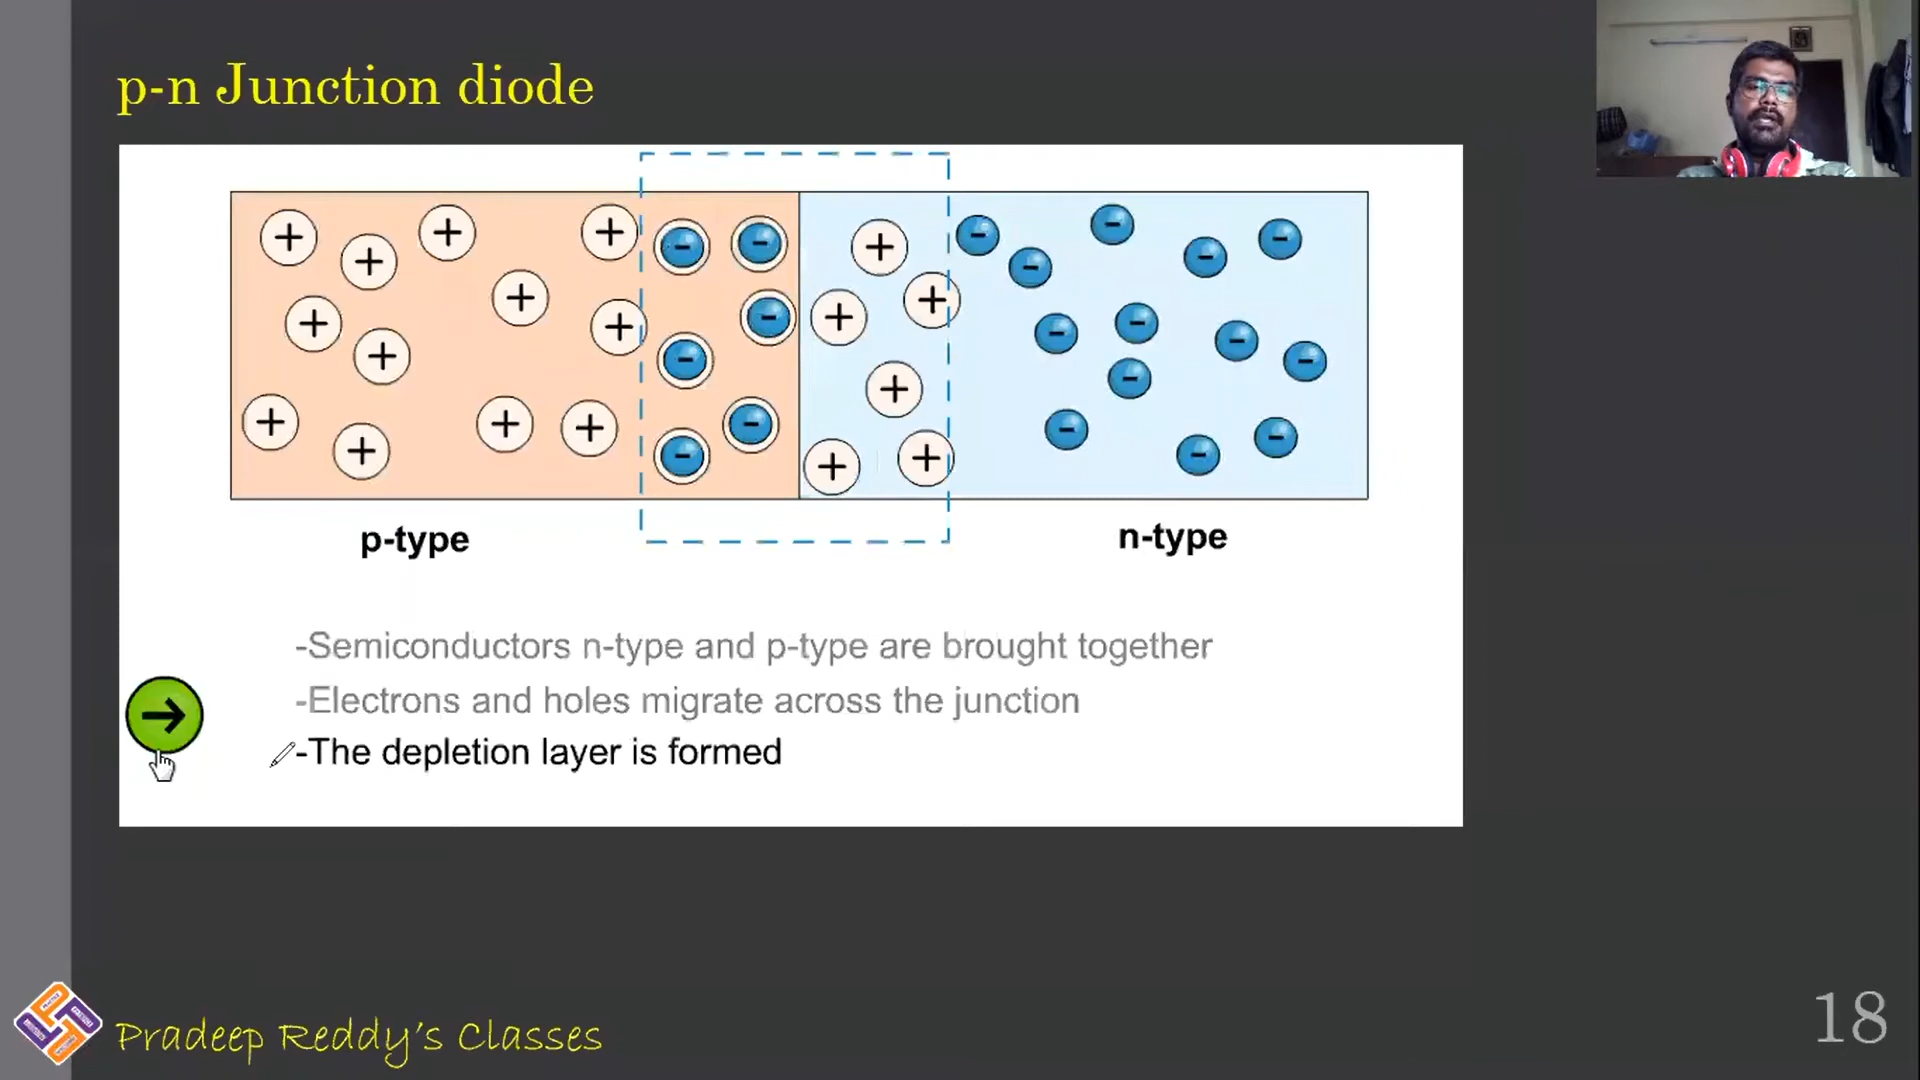 p-n Junction diode
p-type
n-type
-Semiconductors n-type and p-type are brought together
-Electrons and holes migrate across the junction
-The depletion layer is formed
Pradeep Reddy's Classes
18